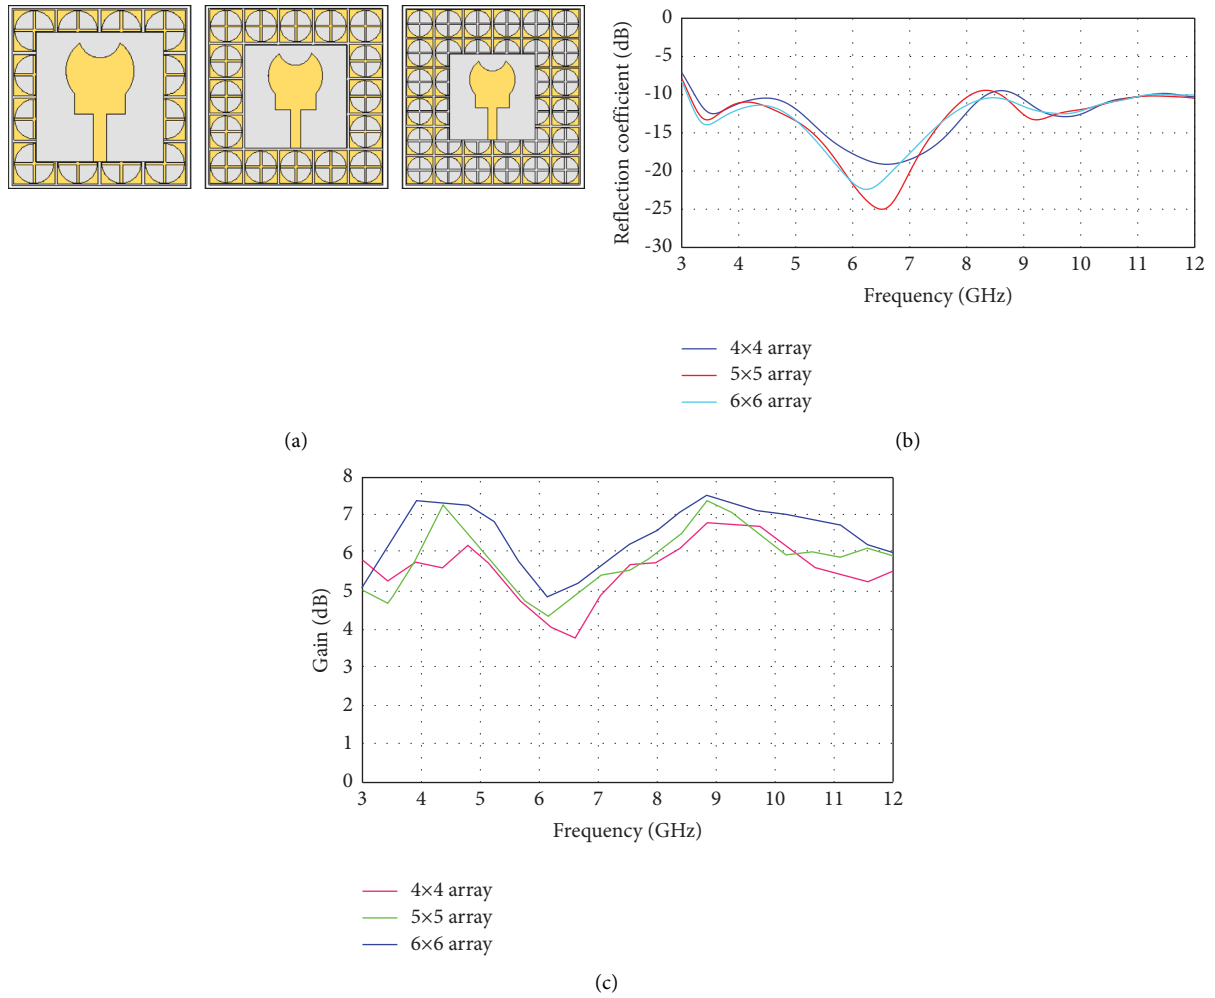 (a)
0
-5
-10
-15
-20
-25
-30
Reflection coefficient (dB)
3 4 5 6 7 8 9 10 11 12
Frequency (GHz)
4×4 array
5×5 array
6×6 array
(b)
8
7
6
5
4
3
2
1
0
Gain (dB)
3 4 5 6 7 8 9 10 11 12
Frequency (GHz)
4×4 array
5×5 array
6×6 array
(c)